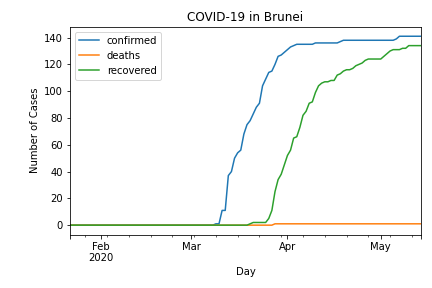 COVID-19 in Brunei
confirmed
deaths
recovered
Number of Cases
140
120
100
80
60
40
20
0
Feb
2020
Mar
Apr
May
Day